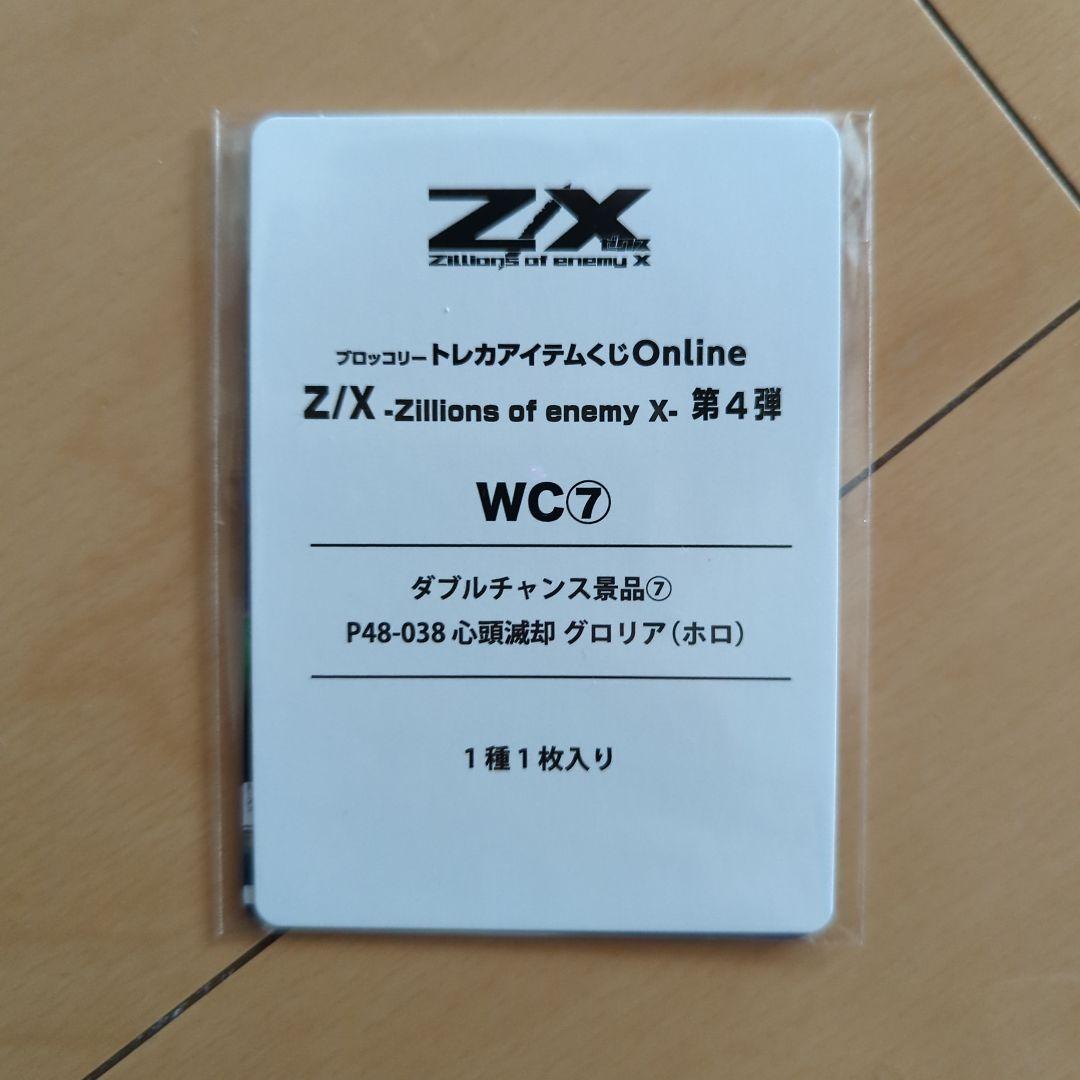 Z/X ゼクス
Zillions of enemy X
ブロッコリートレカアイテムくじOnline
Z/X -Zillions of enemy X- 第4弾
WC⑦
ダブルチャンス景品⑦
P48-038 心頭滅却 グロリア（ホロ）
1種1枚入り